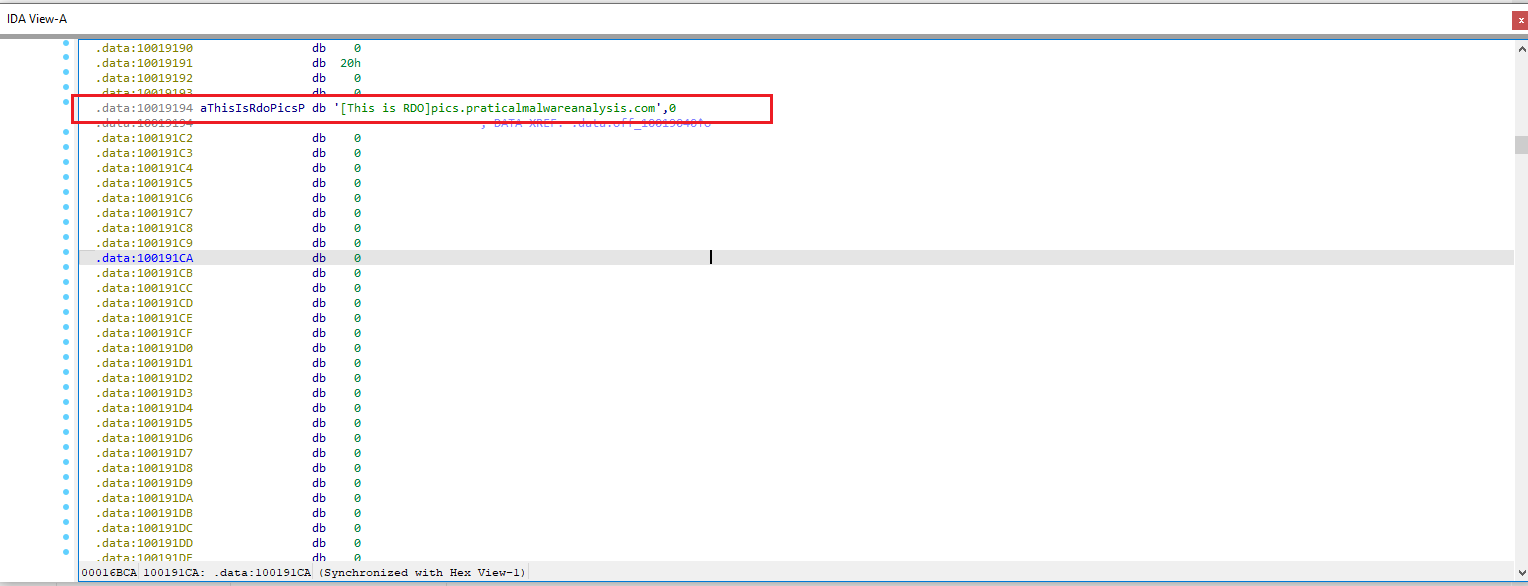 IDA View-A
x
.data:10019190 db 0
.data:10019191 db 20h
.data:10019192 db 0
.data:10019193 db 0
.data:10019194 aThisIsRdoPicsP db '[This is RDO]pics.praticalmalwareanalysis.com',0
.data:10019194 ; DATA XREF: .data:off_10019040↑o
.data:100191C2 db 0
.data:100191C3 db 0
.data:100191C4 db 0
.data:100191C5 db 0
.data:100191C6 db 0
.data:100191C7 db 0
.data:100191C8 db 0
.data:100191C9 db 0
.data:100191CA db 0
.data:100191CB db 0
.data:100191CC db 0
.data:100191CD db 0
.data:100191CE db 0
.data:100191CF db 0
.data:100191D0 db 0
.data:100191D1 db 0
.data:100191D2 db 0
.data:100191D3 db 0
.data:100191D4 db 0
.data:100191D5 db 0
.data:100191D6 db 0
.data:100191D7 db 0
.data:100191D8 db 0
.data:100191D9 db 0
.data:100191DA db 0
.data:100191DB db 0
.data:100191DC db 0
.data:100191DD db 0
.data:100191DE db 0
00016BCA 100191CA: .data:100191CA (Synchronized with Hex View-1)